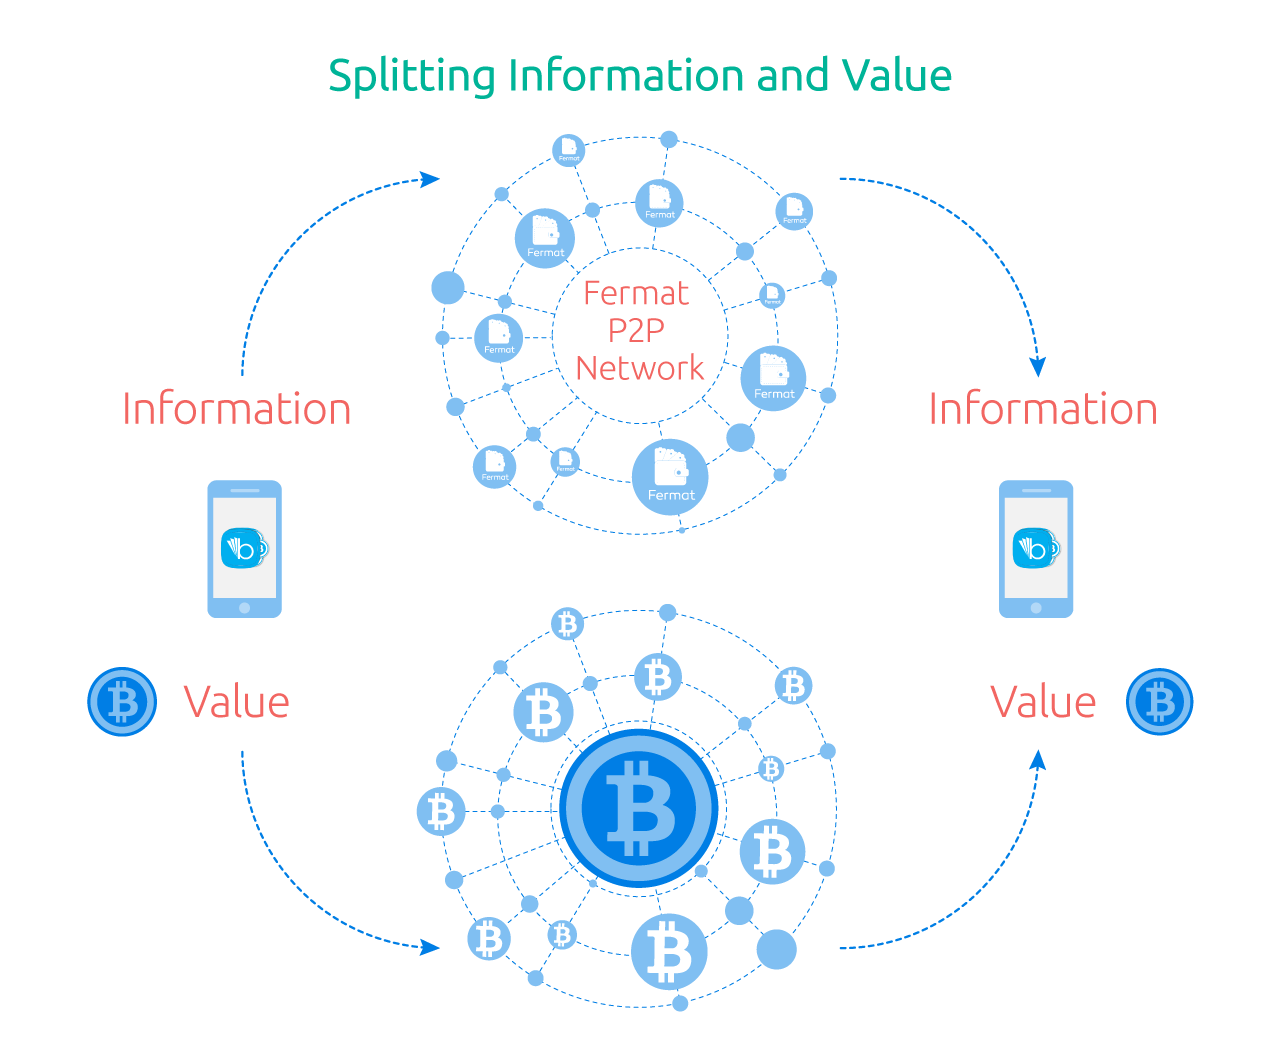 Splitting Information and Value
Fermat
Fermat
Fermat
Fermat
Fermat
Fermat
P2P
Network
Fermat
Fermat
Fermat
Fermat
Fermat
Fermat
Information
Information
b
b
Value
Value